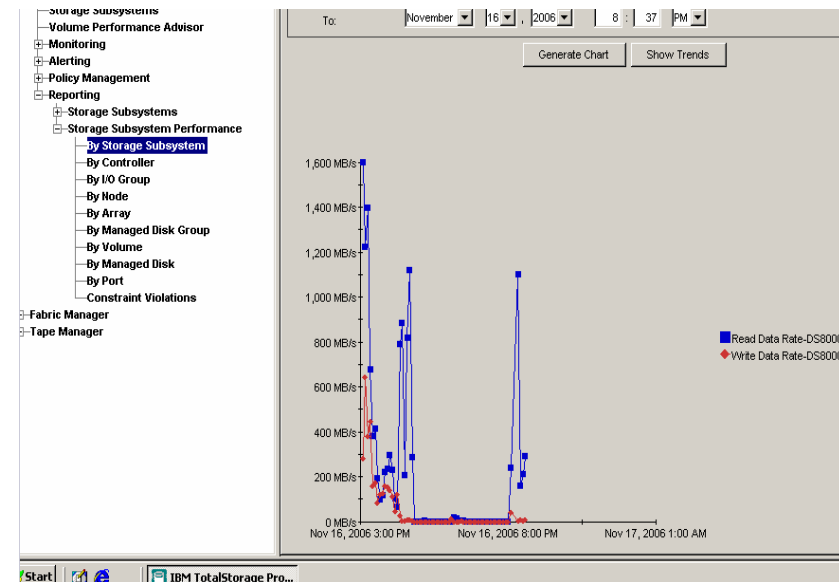 Storage Subsystems
Volume Performance Advisor
Monitoring
Alerting
Policy Management
Reporting
Storage Subsystems
Storage Subsystem Performance
By Storage Subsystem
By Controller
By I/O Group
By Node
By Array
By Managed Disk Group
By Volume
By Managed Disk
By Port
Constraint Violations
Fabric Manager
Tape Manager
To: November 16 , 2006 8 : 37 PM
Generate Chart Show Trends
1,600 MB/s
1,400 MB/s
1,200 MB/s
1,000 MB/s
800 MB/s
600 MB/s
400 MB/s
200 MB/s
0 MB/s
Nov 16, 2006 3:00 PM Nov 16, 2006 8:00 PM Nov 17, 2006 1:00 AM
Read Data Rate-DS8000
Write Data Rate-DS8000
Start IBM TotalStorage Pro...